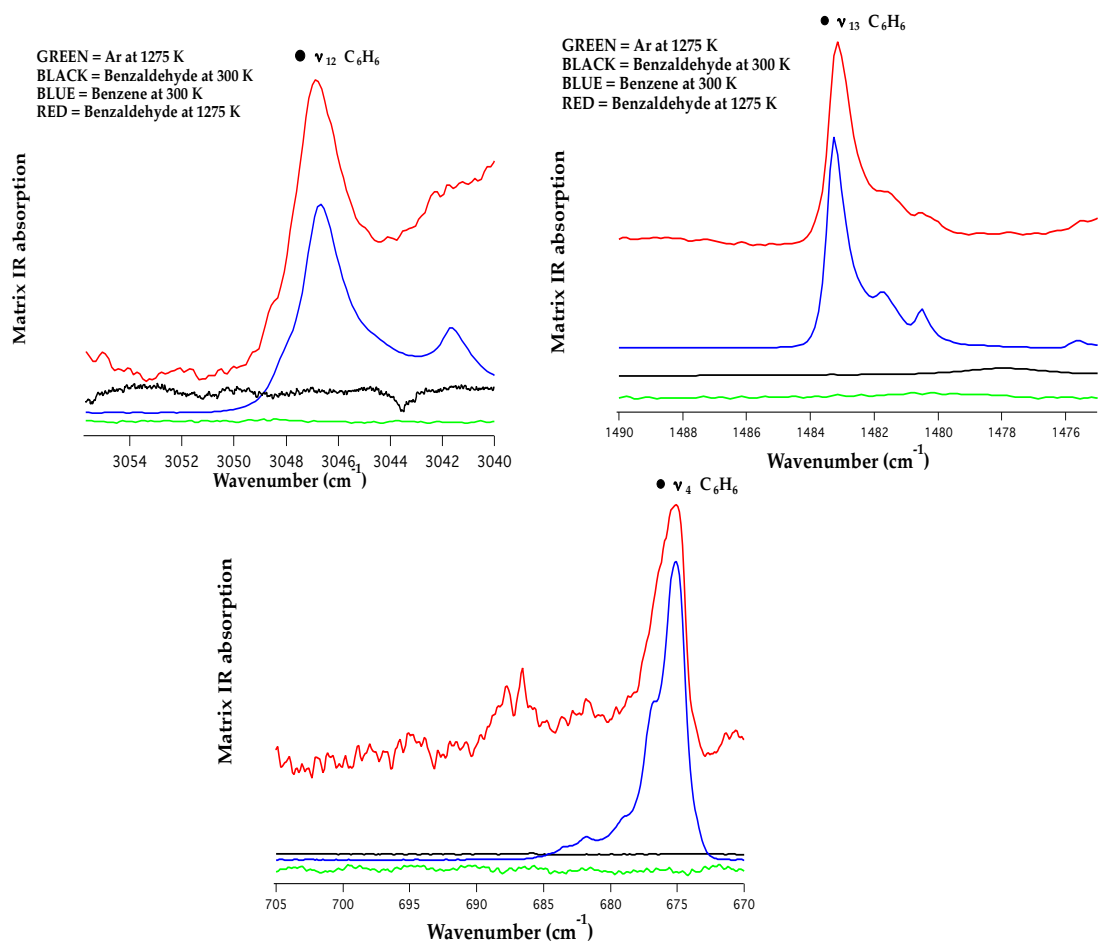 ● ν12 C6H6
GREEN = Ar at 1275 K
BLACK = Benzaldehyde at 300 K
BLUE = Benzene at 300 K
RED = Benzaldehyde at 1275 K
Matrix IR absorption
3054 3052 3050 3048 3046 3044 3042 3040
Wavenumber (cm-1)
● ν13 C6H6
GREEN = Ar at 1275 K
BLACK = Benzaldehyde at 300 K
BLUE = Benzene at 300 K
RED = Benzaldehyde at 1275 K
Matrix IR absorption
1490 1488 1486 1484 1482 1480 1478 1476
Wavenumber (cm-1)
● ν4 C6H6
Matrix IR absorption
705 700 695 690 685 680 675 670
Wavenumber (cm-1)